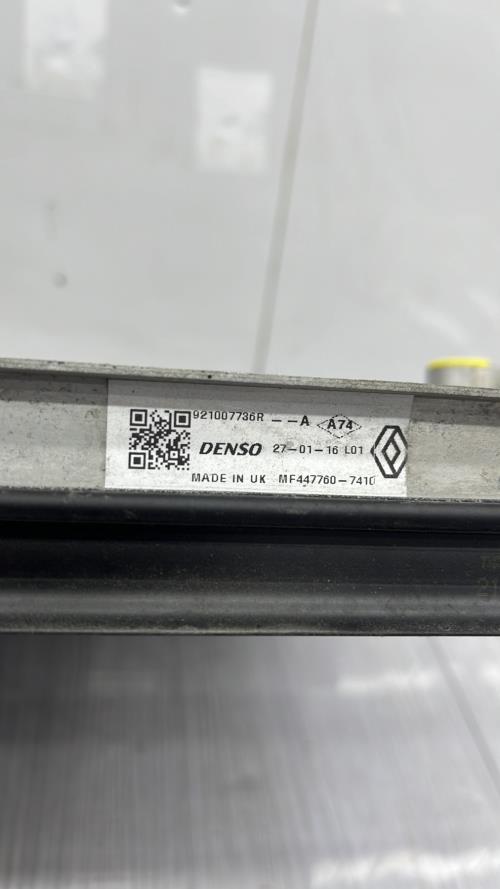 921007736R --A A74
DENSO 27-01-16 L01
MADE IN UK MF447760-7410